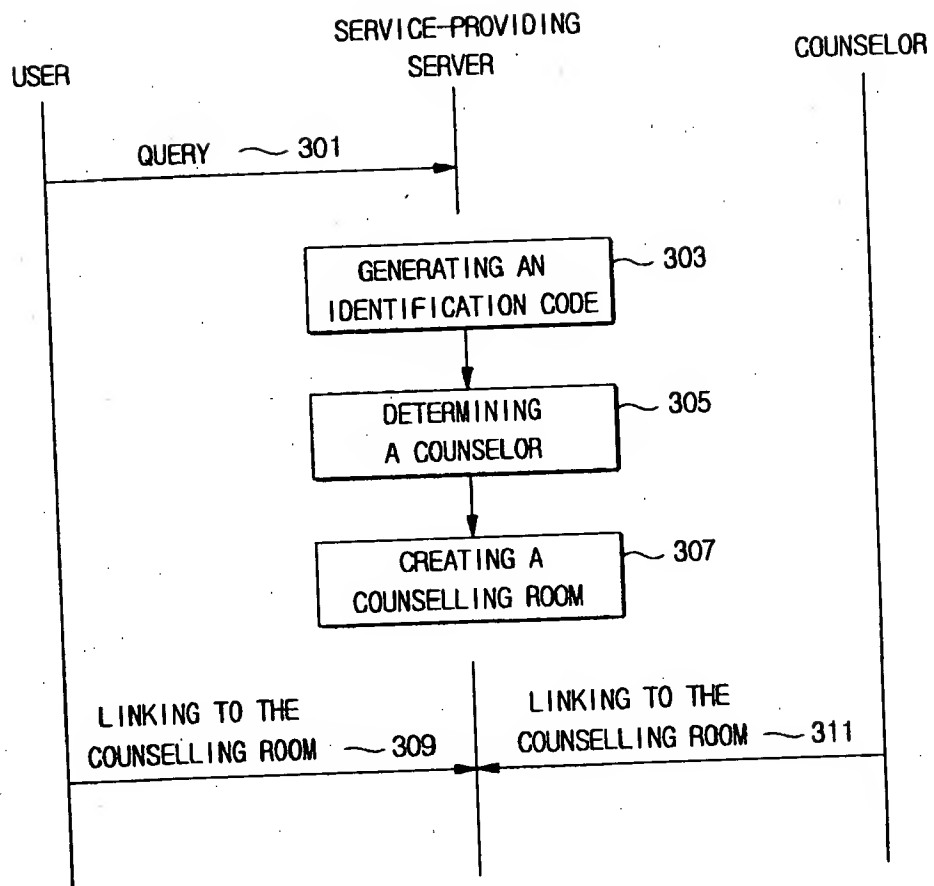 SERVICE-PROVIDING
SERVER
COUNSELOR
USER
QUERY 301
GENERATING AN
IDENTIFICATION CODE
303
DETERMINING
A COUNSELOR
305
CREATING A
COUNSELLING ROOM
307
LINKING TO THE
COUNSELLING ROOM 309
LINKING TO THE
COUNSELLING ROOM 311